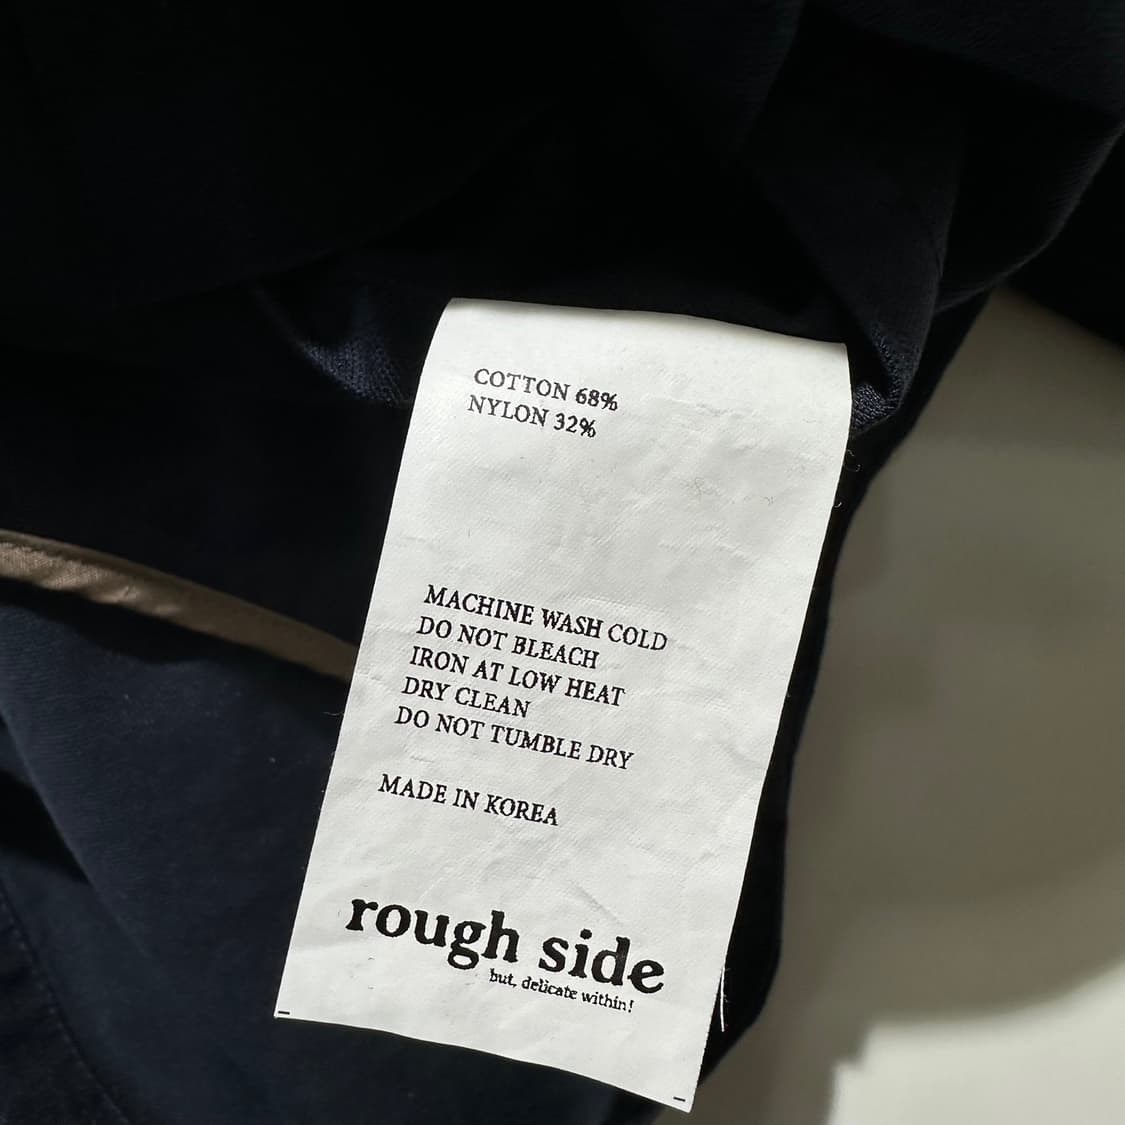 COTTON 68%
NYLON 32%
MACHINE WASH COLD
DO NOT BLEACH
IRON AT LOW HEAT
DRY CLEAN
DO NOT TUMBLE DRY
MADE IN KOREA
rough side
but, delicate within!